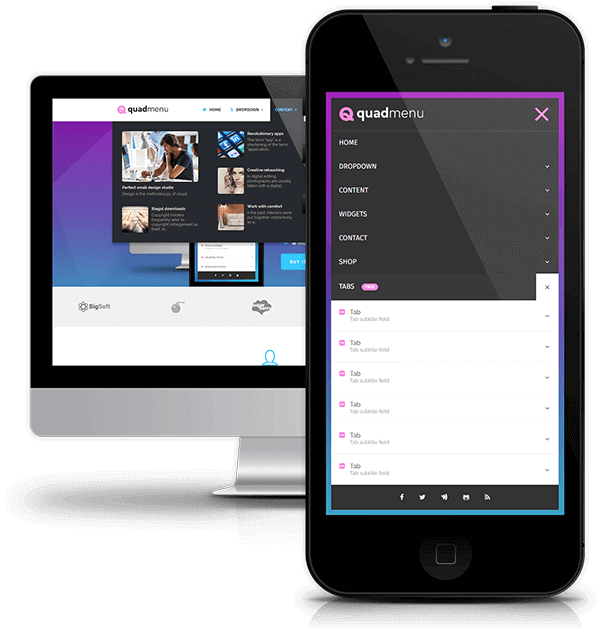 quadmenu
HOME
DROPDOWN
CONTENT
Revolutionary apps
The term "app" is a
shortening of the term
application.
Perfect small design studio
Design is the methodology of visual
Creative retouching
In digital editing
photographs are usually
taken with a digital
Illegal downloads
Copyright holders
frequently refer to
copyright infringement as
theft, in
Work with comfort
In the past, interiors were
put together instinctively
as a
BUY
BigSoft
quadmenu
HOME
DROPDOWN
CONTENT
WIDGETS
CONTACT
SHOP
TABS FREE
Tab
Tab subtitle field
Tab
Tab subtitle field
Tab
Tab subtitle field
Tab
Tab subtitle field
Tab
Tab subtitle field
Tab
Tab subtitle field